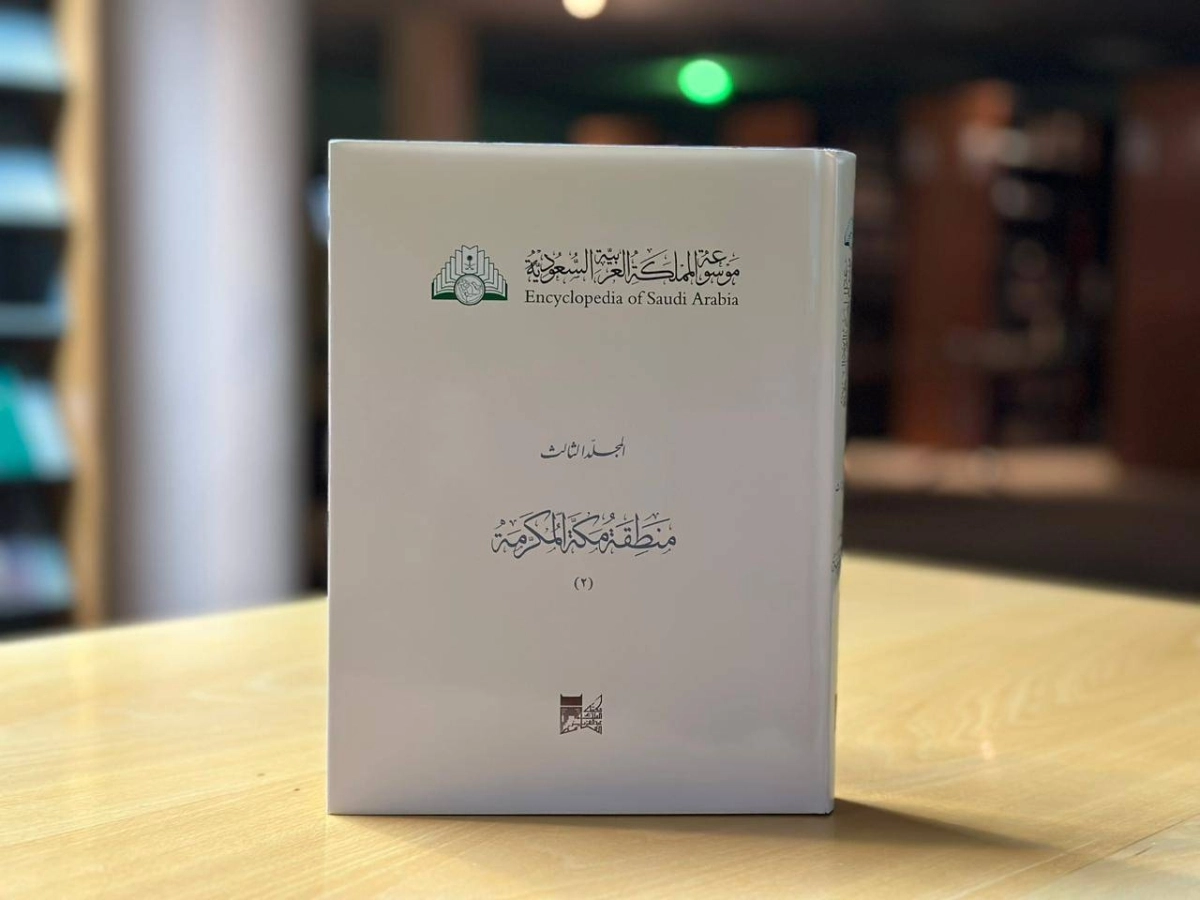 موسوعة المملكة العربية السعودية
Encyclopedia of Saudi Arabia
المجلد الثالث
منطقة مكة المكرمة
(٢)